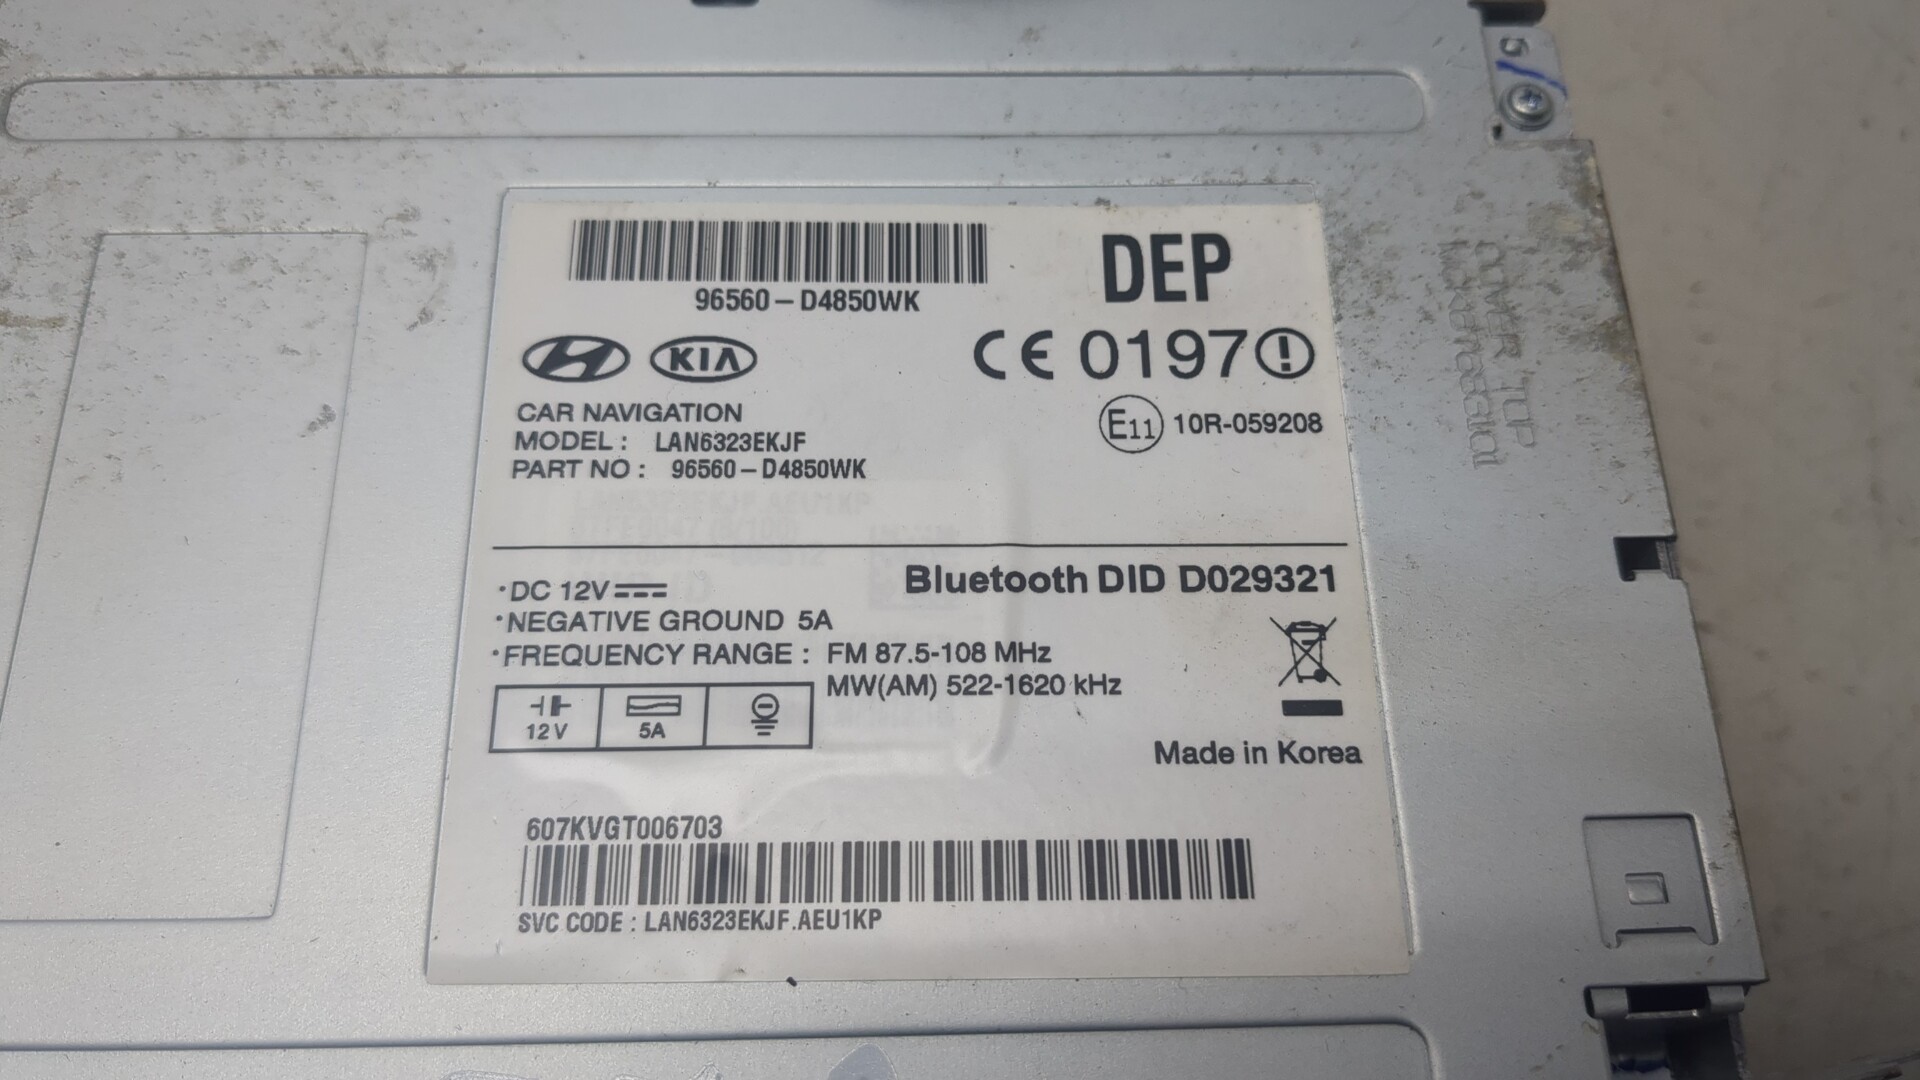 96560-D4850WK
DEP
KIA
CE 0197
CAR NAVIGATION
MODEL : LAN6323EKJF
PART NO : 96560-D4850WK
E11 10R-059208
·DC 12V
Bluetooth DID D029321
·NEGATIVE GROUND 5A
·FREQUENCY RANGE : FM 87.5-108 MHz
MW(AM) 522-1620 kHz
12V
5A
Made in Korea
607KVGT006703
SVC CODE : LAN6323EKJF.AEU1KP